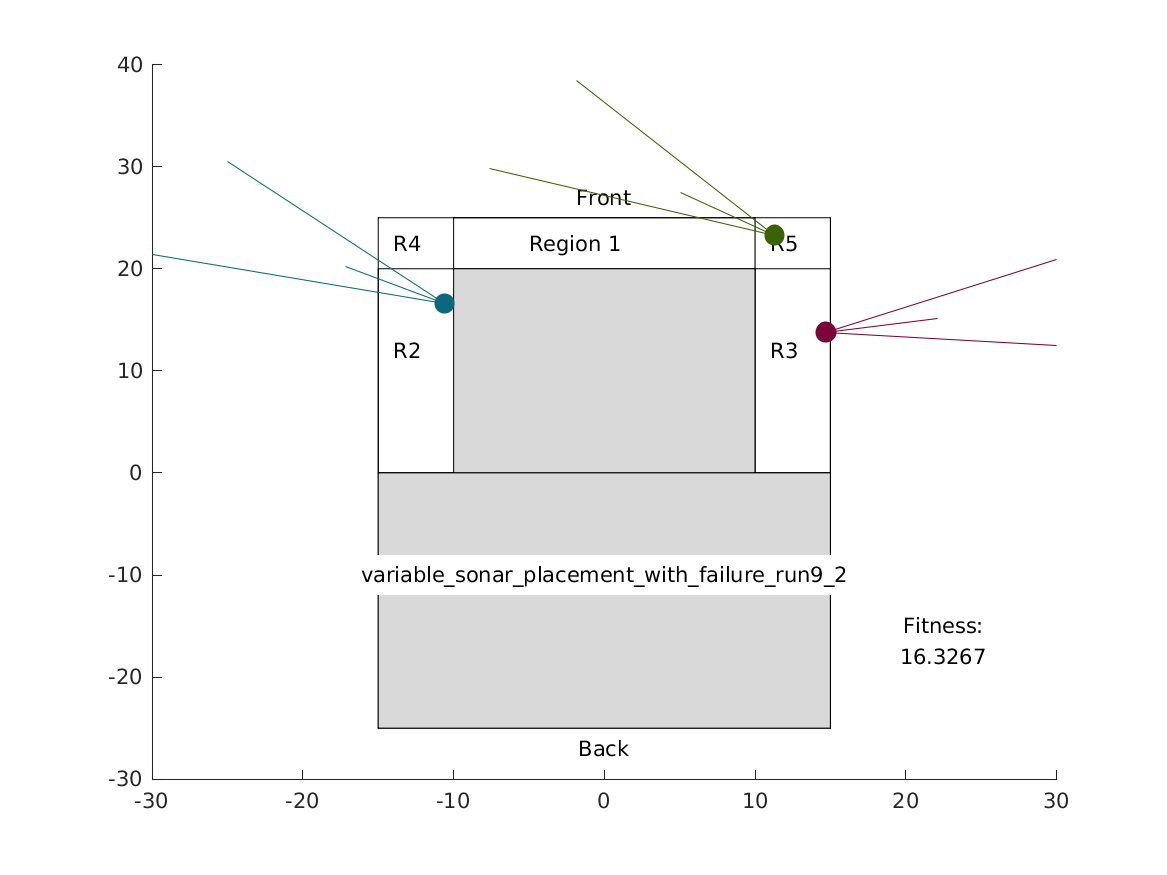 40
30
Front
R4
Region 1
R5
20
R2
R3
10
0
-10
variable_sonar_placement_with_failure_run9_2
Fitness:
16.3267
-20
Back
-30
-30
-20
-10
0
10
20
30